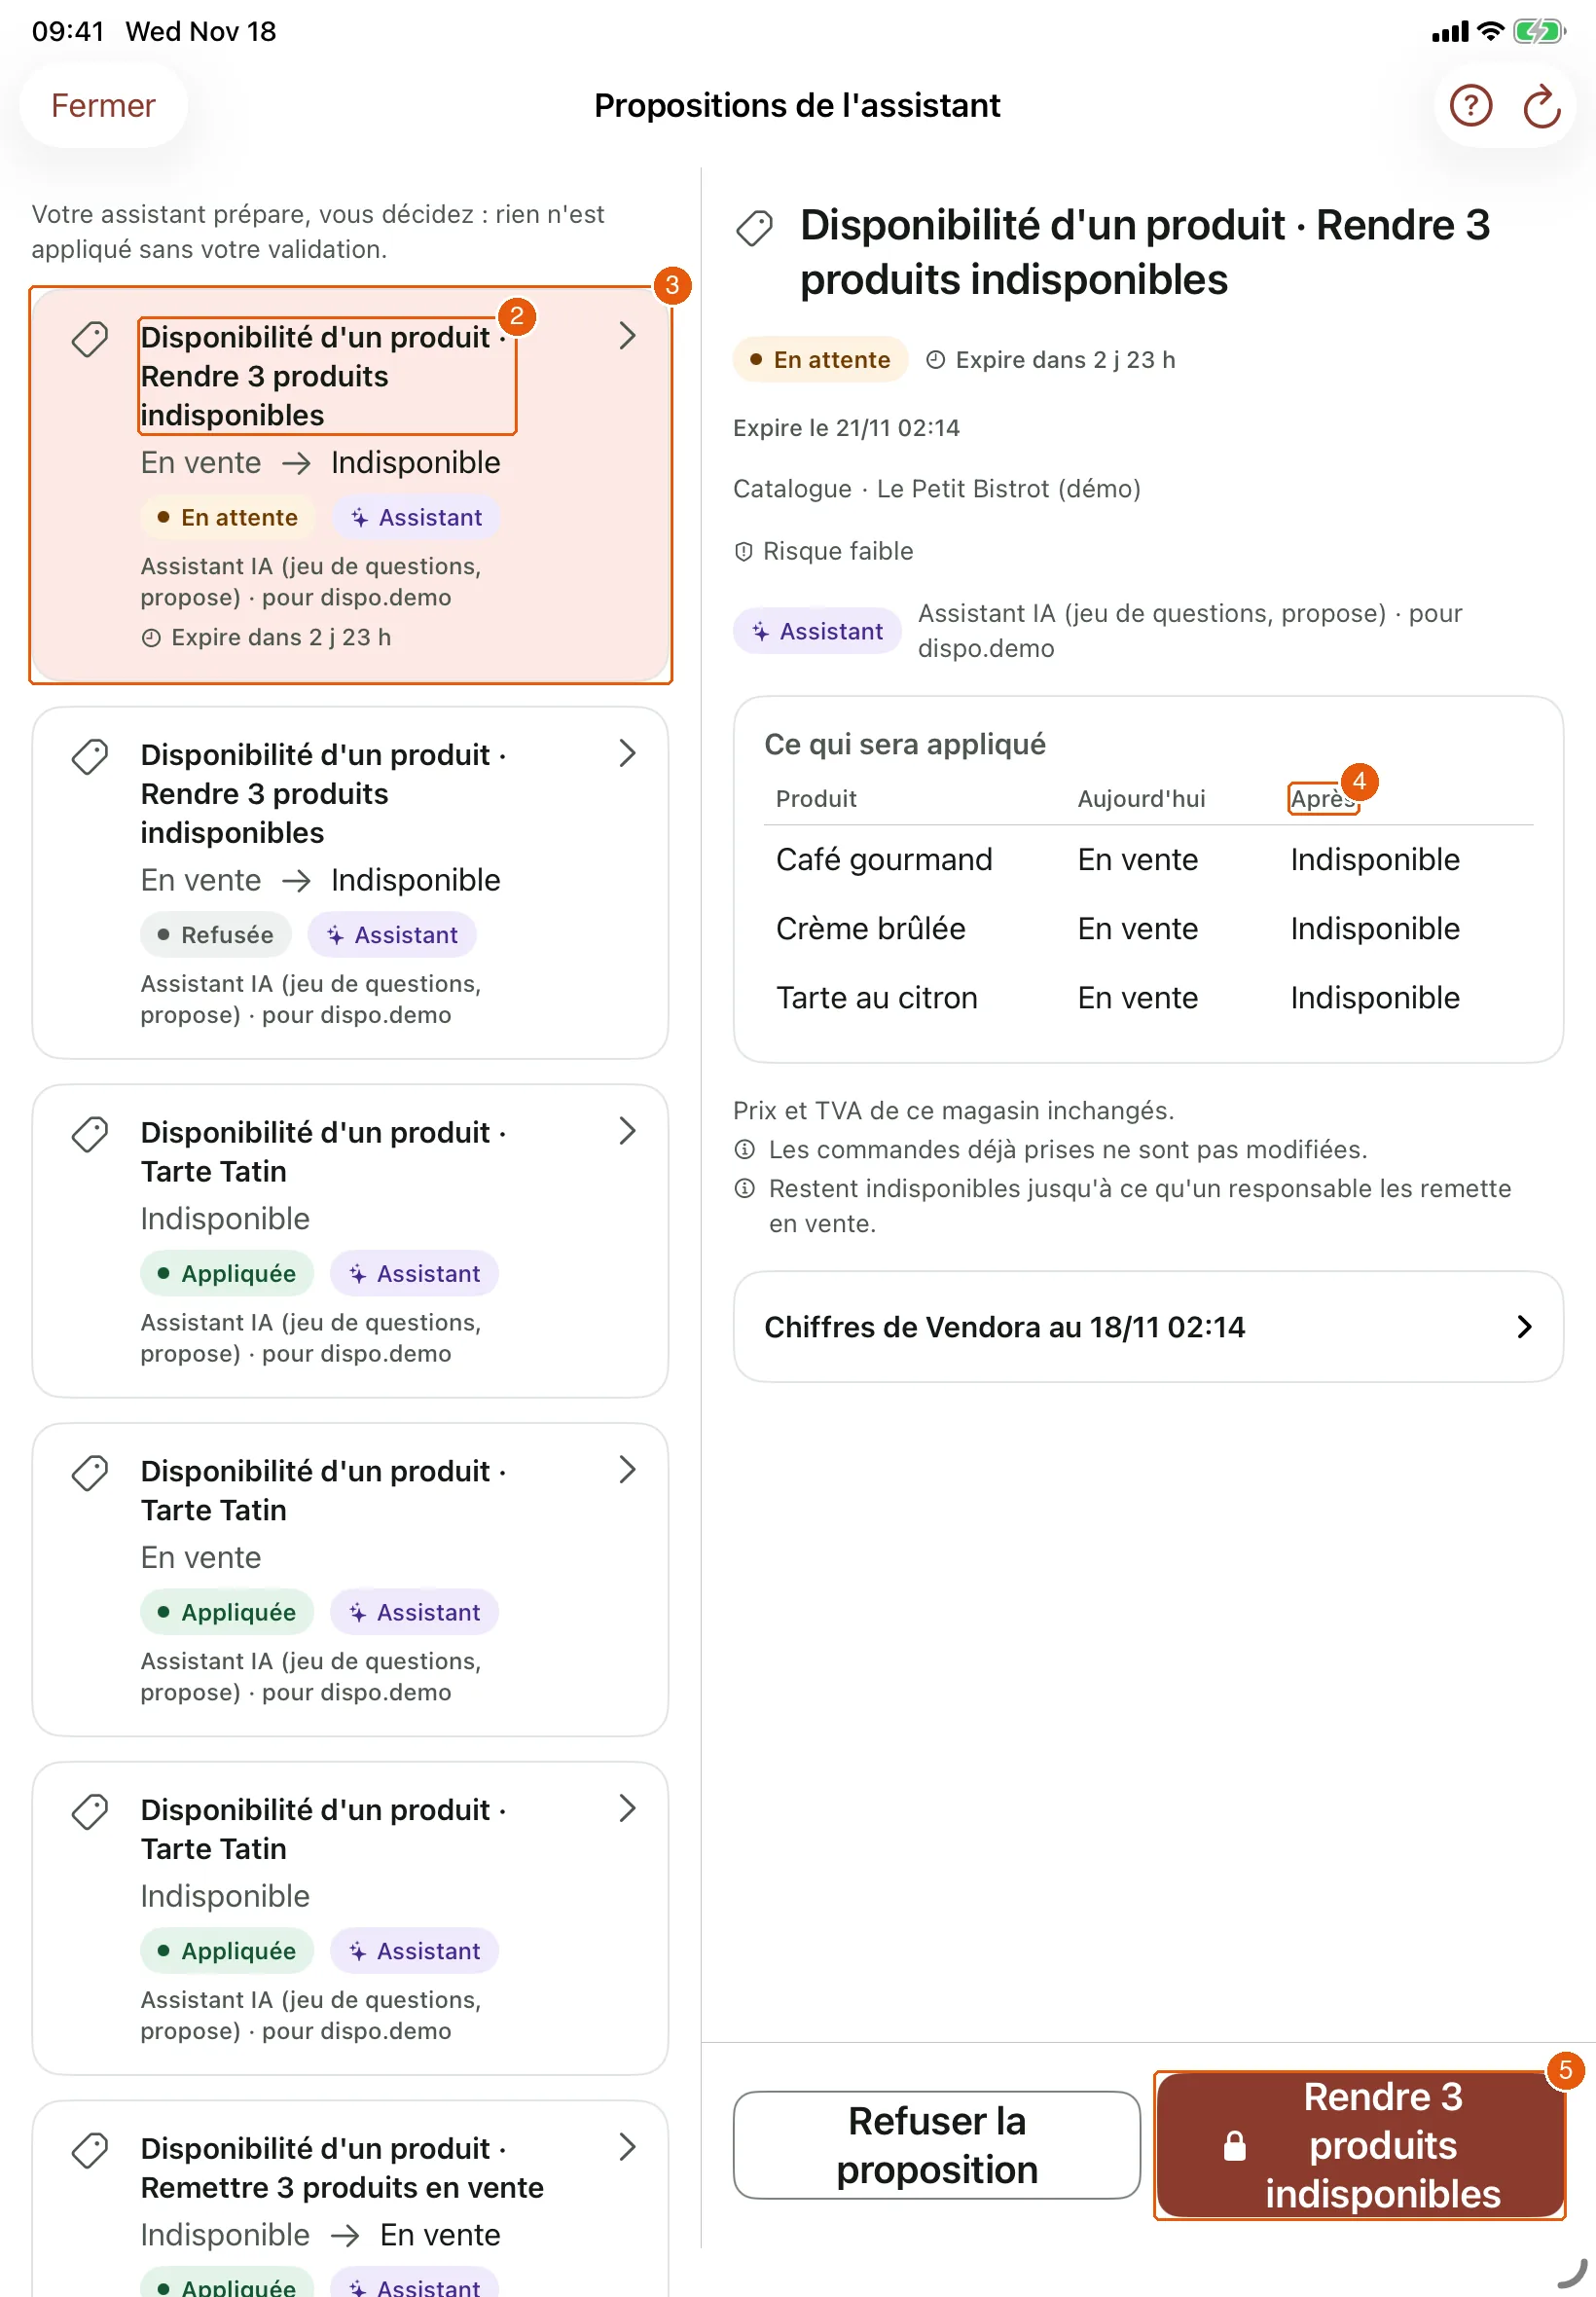 09:41 Wed Nov 18
Fermer
Propositions de l'assistant
?
Votre assistant prépare, vous décidez : rien n'est
appliqué sans votre validation.
3
2
Disponibilité d'un produit ·
Rendre 3 produits
indisponibles
En vente → Indisponible
En attente
Assistant
Assistant IA (jeu de questions,
propose) · pour dispo.demo
Expire dans 2 j 23 h
Disponibilité d'un produit ·
Rendre 3 produits
indisponibles
En vente → Indisponible
Refusée
Assistant
Assistant IA (jeu de questions,
propose) · pour dispo.demo
Disponibilité d'un produit ·
Tarte Tatin
Indisponible
Appliquée
Assistant
Assistant IA (jeu de questions,
propose) · pour dispo.demo
Disponibilité d'un produit ·
Tarte Tatin
En vente
Appliquée
Assistant
Assistant IA (jeu de questions,
propose) · pour dispo.demo
Disponibilité d'un produit ·
Tarte Tatin
Indisponible
Appliquée
Assistant
Assistant IA (jeu de questions,
propose) · pour dispo.demo
Disponibilité d'un produit ·
Remettre 3 produits en vente
Indisponible → En vente
Appliquée
Assistant
Disponibilité d'un produit · Rendre 3
produits indisponibles
En attente
Expire dans 2 j 23 h
Expire le 21/11 02:14
Catalogue · Le Petit Bistrot (démo)
Risque faible
Assistant
Assistant IA (jeu de questions, propose) · pour
dispo.demo
Ce qui sera appliqué
4
Produit Aujourd'hui Après
Café gourmand En vente Indisponible
Crème brûlée En vente Indisponible
Tarte au citron En vente Indisponible
Prix et TVA de ce magasin inchangés.
Les commandes déjà prises ne sont pas modifiées.
Restent indisponibles jusqu'à ce qu'un responsable les remette
en vente.
Chiffres de Vendora au 18/11 02:14
Refuser la
proposition
5
Rendre 3
produits
indisponibles